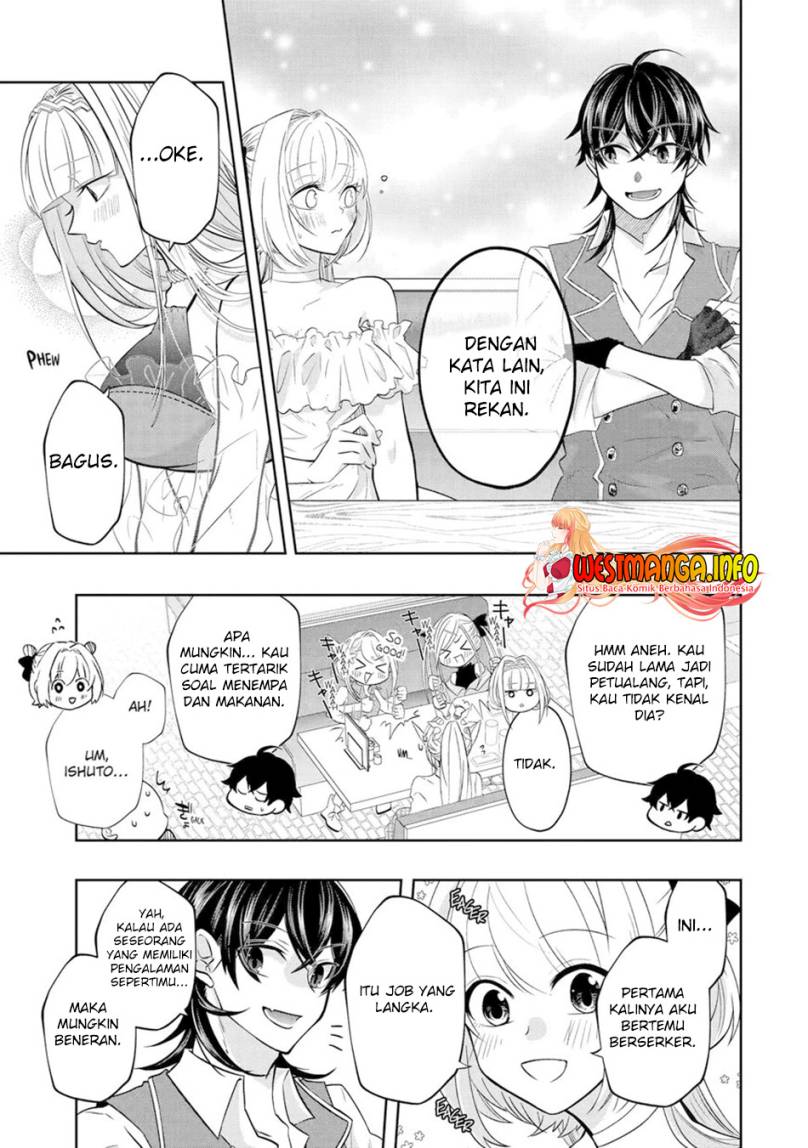 DENGAN
KATA LAIN,
KITA INI
REKAN.
...OKE.
PHEW
BAGUS.
WESTMANGA.INFO
Situs Baca Komik Berbahasa Indonesia
HMM ANEH. KAU
SUDAH LAMA JADI
PETUALANG, TAPI,
KAU TIDAK KENAL
DIA?
TIDAK.
SO
GOOD!
APA
MUNGKIN... KAU
CUMA TERTARIK
SOAL MENEMPA
DAN MAKANAN.
AH!
UM,
ISHUTO...
INI...
PERTAMA
KALINYA AKU
BERTEMU
BERSERKER.
EAGER
EAGER
EAGER
ITU JOB YANG
LANGKA.
YAH,
KALAU ADA
SESEORANG
YANG MEMILIKI
PENGALAMAN
SEPERTIMU...
MAKA
MUNGKIN
BENERAN.